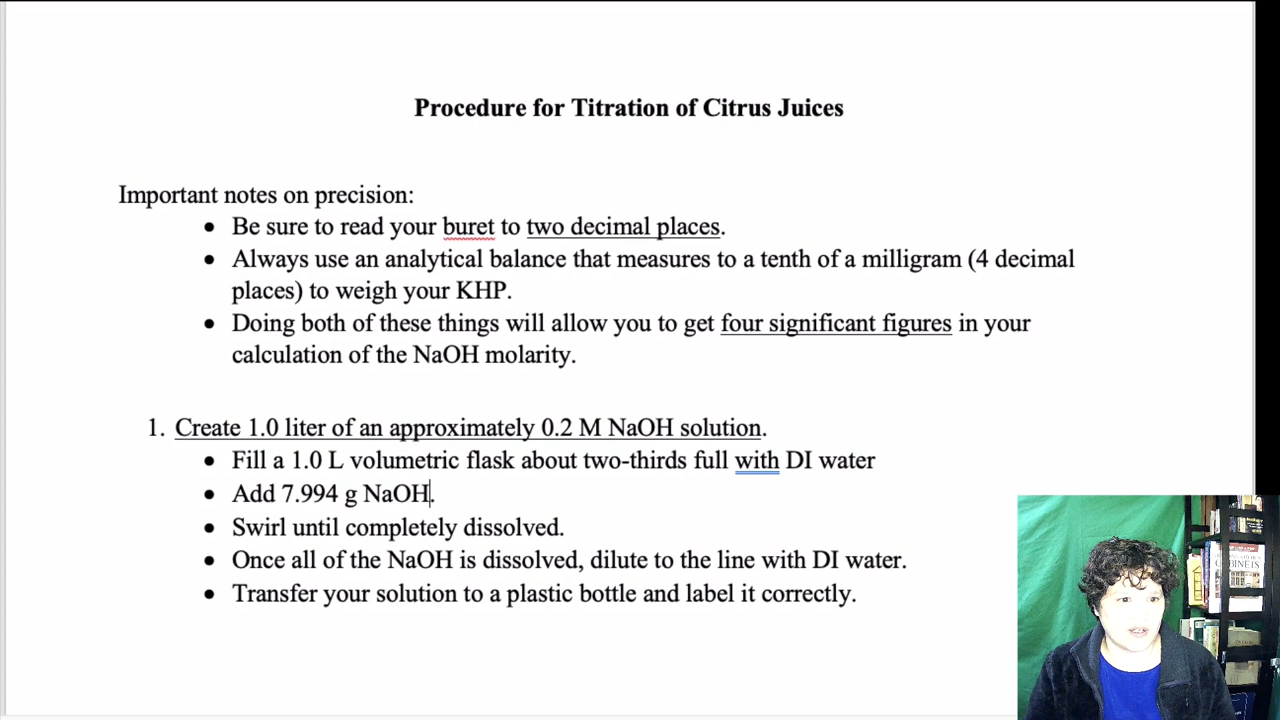 Procedure for Titration of Citrus Juices
Important notes on precision:
• Be sure to read your buret to two decimal places.
• Always use an analytical balance that measures to a tenth of a milligram (4 decimal
places) to weigh your KHP.
• Doing both of these things will allow you to get four significant figures in your
calculation of the NaOH molarity.
1. Create 1.0 liter of an approximately 0.2 M NaOH solution.
• Fill a 1.0 L volumetric flask about two-thirds full with DI water
• Add 7.994 g NaOH.
• Swirl until completely dissolved.
• Once all of the NaOH is dissolved, dilute to the line with DI water.
• Transfer your solution to a plastic bottle and label it correctly.